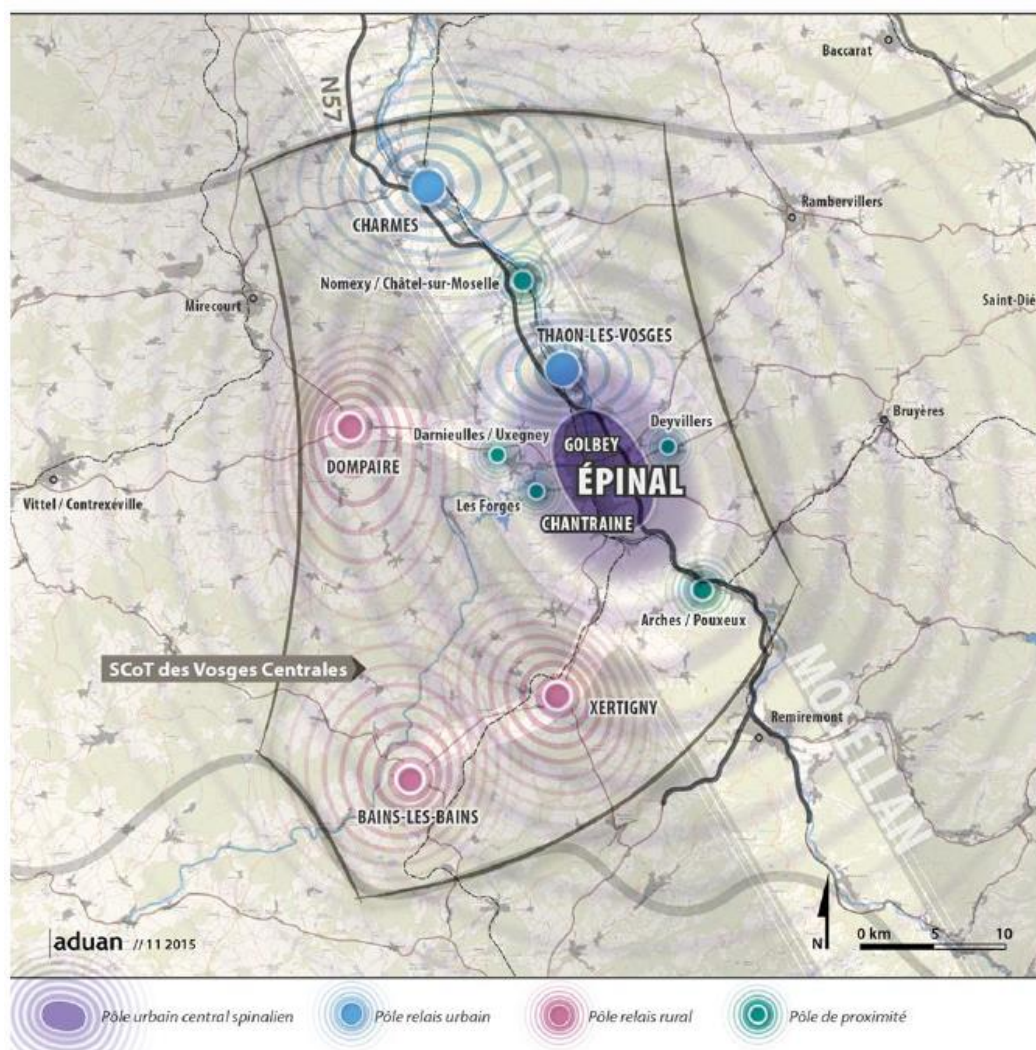 Baccarat
N57
SILLON
Rambervillers
CHARMES
Nomexy / Châtel-sur-Moselle
Mirecourt
Saint-Dié
THAON-LES-VOSGES
Bruyères
Deyvillers
Darnieulles / Uxegney
GOLBEY
DOMPAIRE
ÉPINAL
Vittel / Contrexéville
Les Forges
CHANTRAINE
Arches / Pouxeux
SCoT des Vosges Centrales
XERTIGNY
MOSELLIN
Remiremont
BAINS-LES-BAINS
aduan // 11 2015
N
0 km 5 10
Pôle urbain central spinalien
Pôle relais urbain
Pôle relais rural
Pôle de proximité